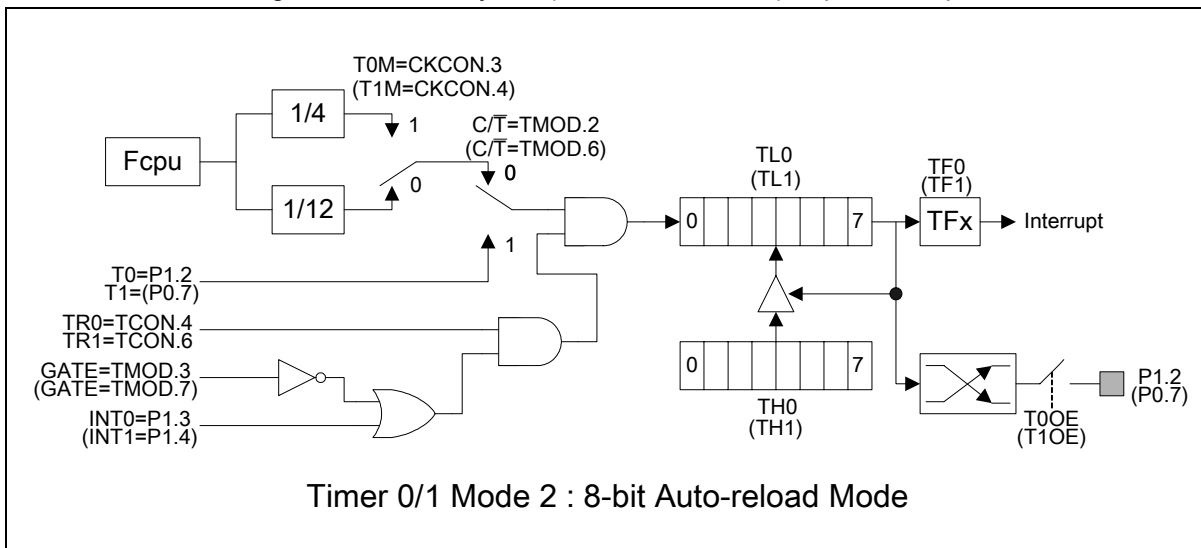 T0M=CKCON.3
(T1M=CKCON.4)
1/4
1
C/T̅=TMOD.2
(C/T̅=TMOD.6)
0
Fcpu
0
1/12
1
TL0
(TL1)
0
7
TF0
(TF1)
TFx
Interrupt
T0=P1.2
T1=(P0.7)
TR0=TCON.4
TR1=TCON.6
GATE=TMOD.3
(GATE=TMOD.7)
INT0=P1.3
(INT1=P1.4)
0
7
TH0
(TH1)
P1.2
(P0.7)
T0OE
(T1OE)
Timer 0/1 Mode 2 : 8-bit Auto-reload Mode